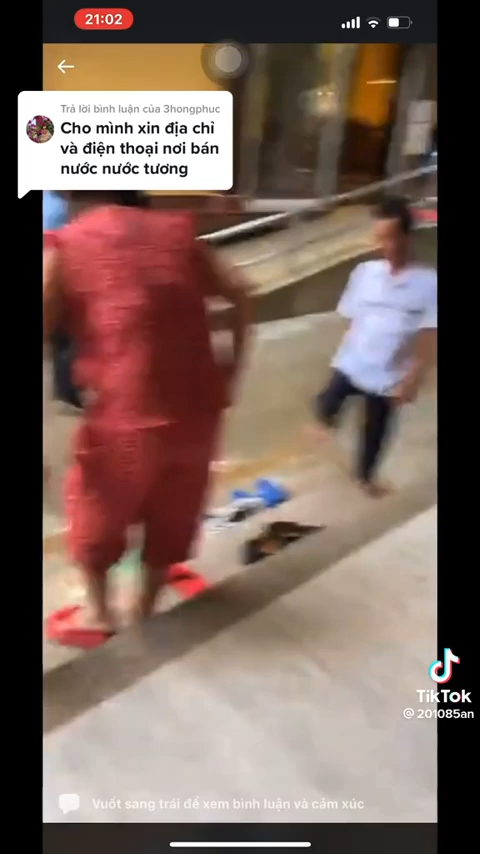 21:02
Trả lời bình luận của 3hongphuc
Cho mình xin địa chỉ
và điện thoại nơi bán
nước nước tương
TikTok
@ 201085an
Vuốt sang trái để xem bình luận và cảm xúc